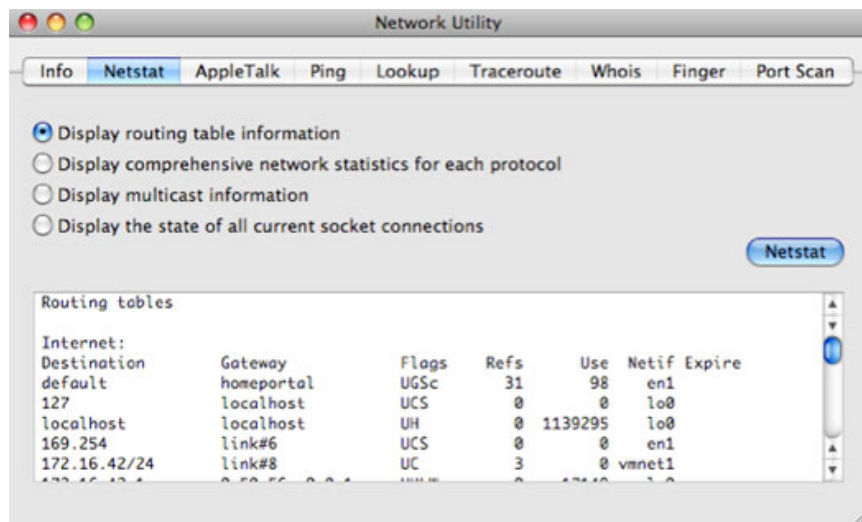 Network Utility
Info Netstat AppleTalk Ping Lookup Traceroute Whois Finger Port Scan
Display routing table information
Display comprehensive network statistics for each protocol
Display multicast information
Display the state of all current socket connections
Netstat
Routing tables
Internet:
Destination Gateway Flags Refs Use Netif Expire
default homeportal UGSc 31 98 en1
127 localhost UCS 0 0 lo0
localhost localhost UH 0 1139295 lo0
169.254 link#6 UCS 0 0 en1
172.16.42/24 link#8 UC 3 0 vmnet1